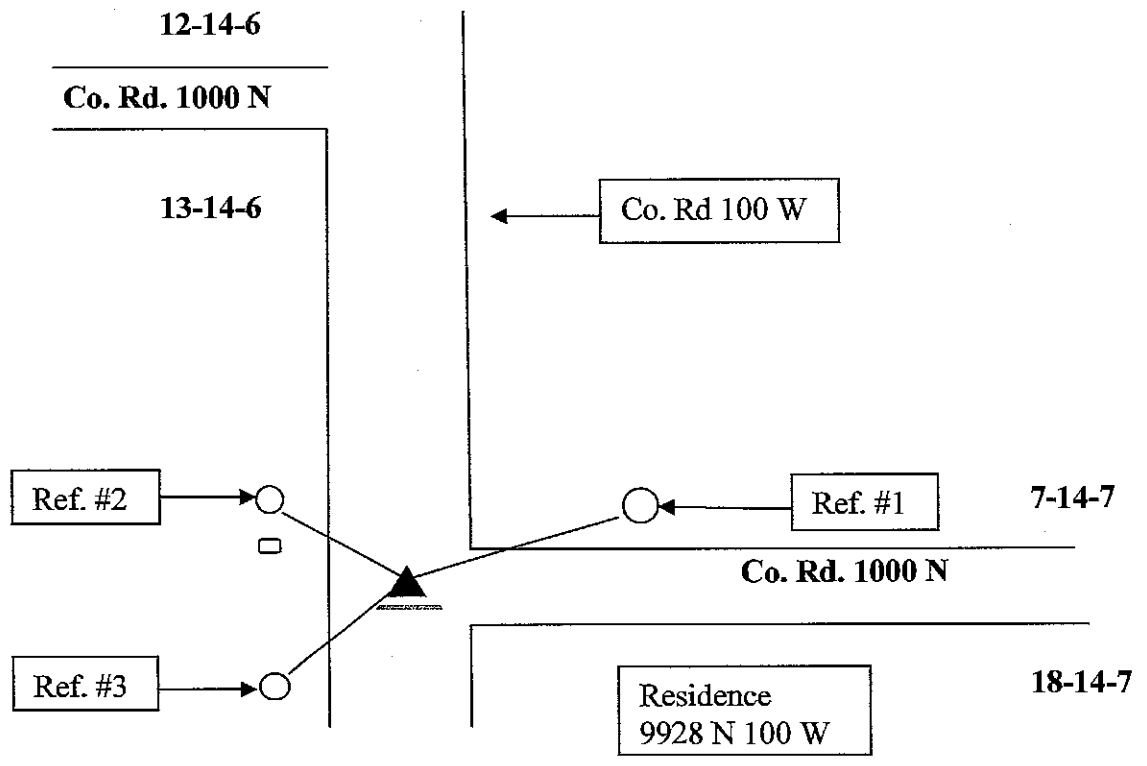 12-14-6
Co. Rd. 1000 N
13-14-6
Co. Rd 100 W
Ref. #2
Ref. #1
7-14-7
Co. Rd. 1000 N
Ref. #3
Residence
9928 N 100 W
18-14-7